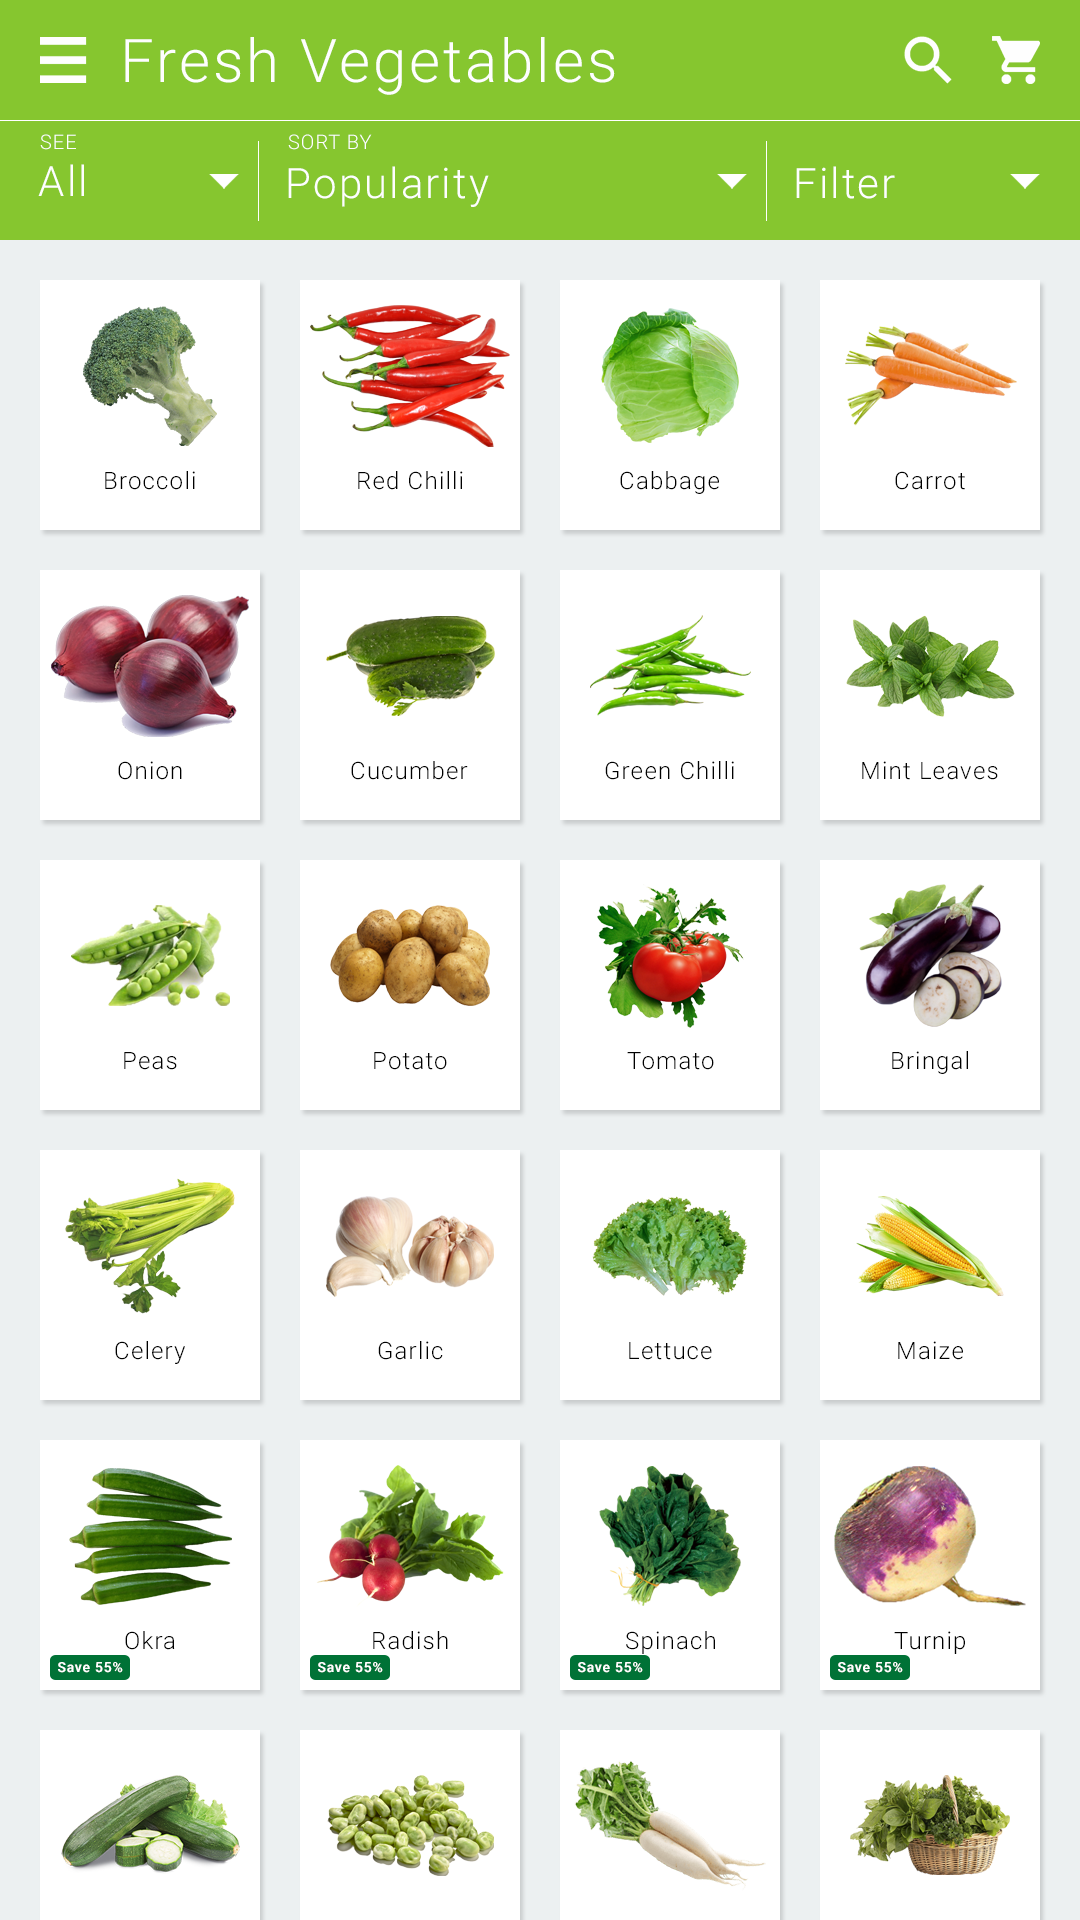 Fresh Vegetables
SEE
All
SORT BY
Popularity
Filter
Broccoli
Red Chilli
Cabbage
Carrot
Onion
Cucumber
Green Chilli
Mint Leaves
Peas
Potato
Tomato
Bringal
Celery
Garlic
Lettuce
Maize
Okra
Radish
Spinach
Turnip
Save 55%
Save 55%
Save 55%
Save 55%